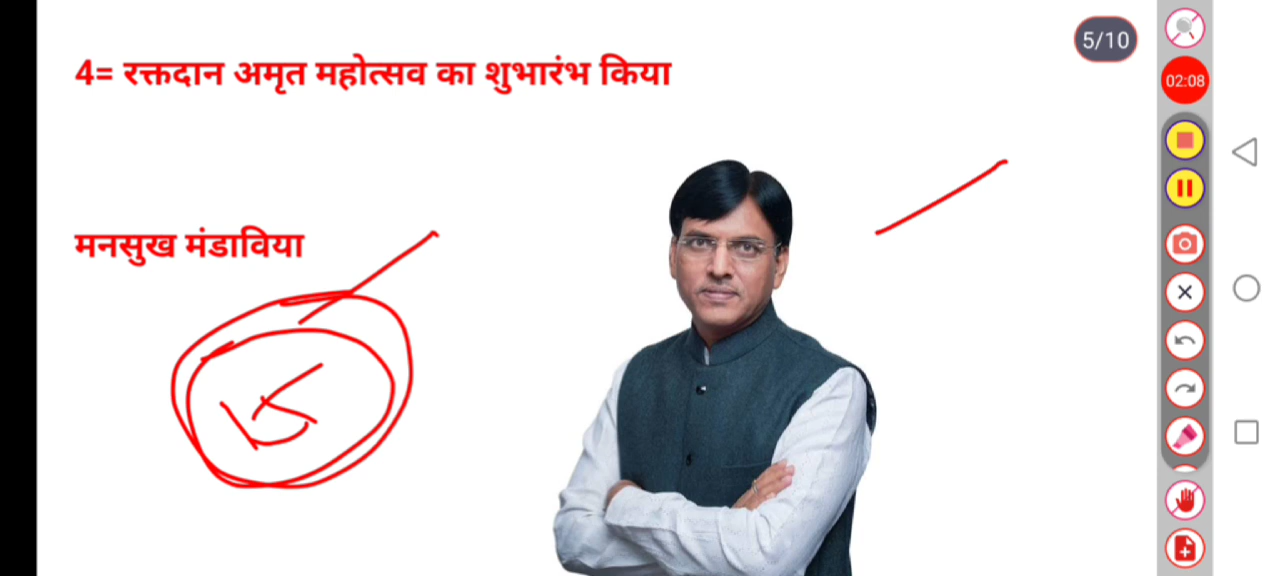 4= रक्तदान अमृत महोत्सव का शुभारंभ किया
5/10
02:08
मनसुख मंडाविया